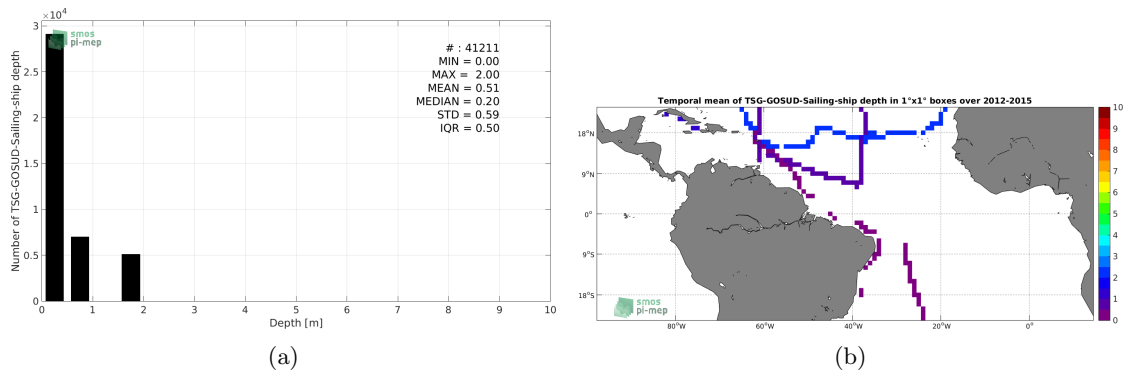 ×10⁴
3
2.5
2
1.5
1
0.5
0
Number of TSG-GOSUD-Sailing-ship depth
smos
pi-mep
# : 41211
MIN = 0.00
MAX = 2.00
MEAN = 0.51
MEDIAN = 0.20
STD = 0.59
IQR = 0.50
0 1 2 3 4 5 6 7 8 9 10
Depth [m]
(a)
Temporal mean of TSG-GOSUD-Sailing-ship depth in 1°x1° boxes over 2012-2015
18°N
9°N
0°
9°S
18°S
smos
pi-mep
80°W 60°W 40°W 20°W 0°
10
9
8
7
6
5
4
3
2
1
0
(b)